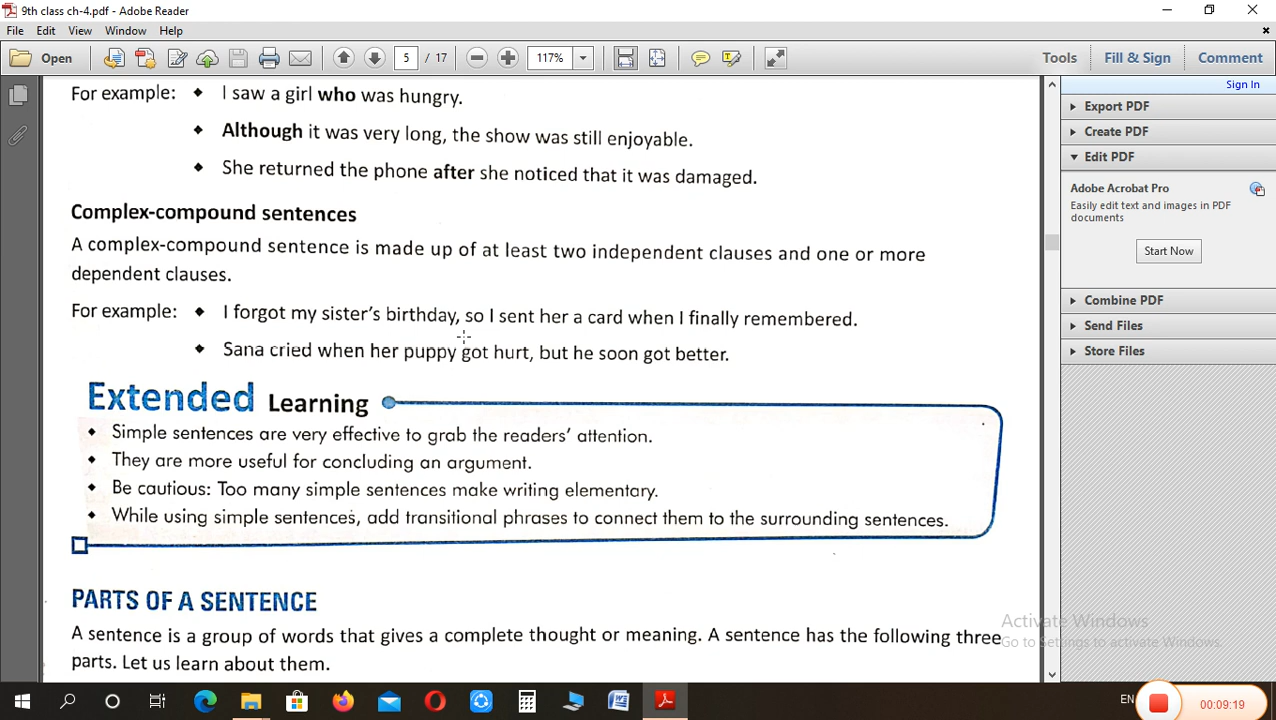 9th class ch-4.pdf - Adobe Reader
File Edit View Window Help
Open 5 / 17 117% Tools Fill & Sign Comment
Sign In
For example: ◆ I saw a girl who was hungry.
◆ Although it was very long, the show was still enjoyable.
◆ She returned the phone after she noticed that it was damaged.
Complex-compound sentences
A complex-compound sentence is made up of at least two independent clauses and one or more
dependent clauses.
For example: ◆ I forgot my sister's birthday, so I sent her a card when I finally remembered.
◆ Sana cried when her puppy got hurt, but he soon got better.
Extended Learning
◆ Simple sentences are very effective to grab the readers' attention.
◆ They are more useful for concluding an argument.
◆ Be cautious: Too many simple sentences make writing elementary.
◆ While using simple sentences, add transitional phrases to connect them to the surrounding sentences.
PARTS OF A SENTENCE
A sentence is a group of words that gives a complete thought or meaning. A sentence has the following three
parts. Let us learn about them.
Export PDF
Create PDF
Edit PDF
Adobe Acrobat Pro
Easily edit text and images in PDF
documents
Start Now
Combine PDF
Send Files
Store Files
Activate Windows
Go to Settings to activate Windows.
EN
00:09:19